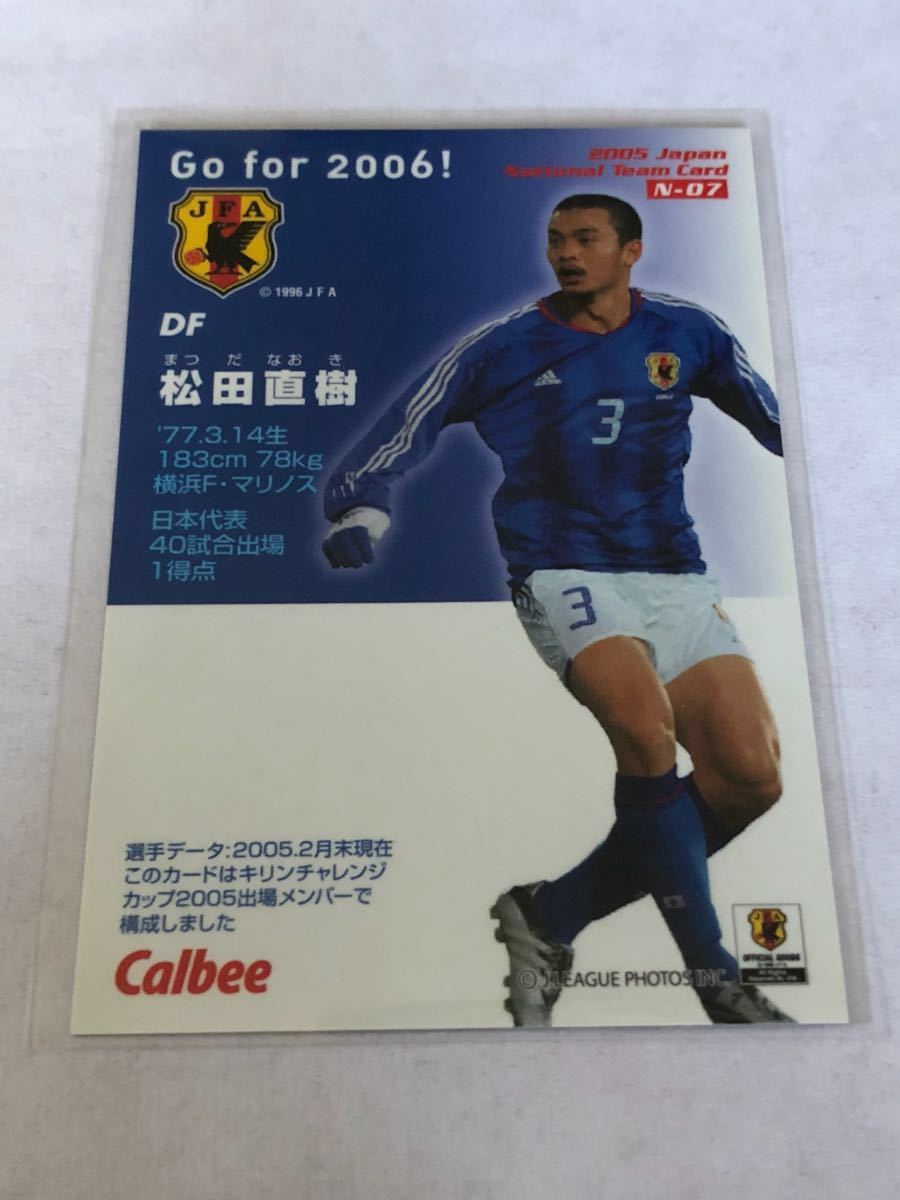 Go for 2006!
2005 Japan
National Team Card
N-07
JFA
© 1996 J F A
DF
まつ だ なお き
松田直樹
'77.3.14生
183cm 78kg
横浜F・マリノス
日本代表
40試合出場
1得点
3
3
選手データ:2005.2月末現在
このカードはキリンチャレンジ
カップ2005出場メンバーで
構成しました
Calbee
© J LEAGUE PHOTOS INC.
JFA
OFFICIAL GOODS